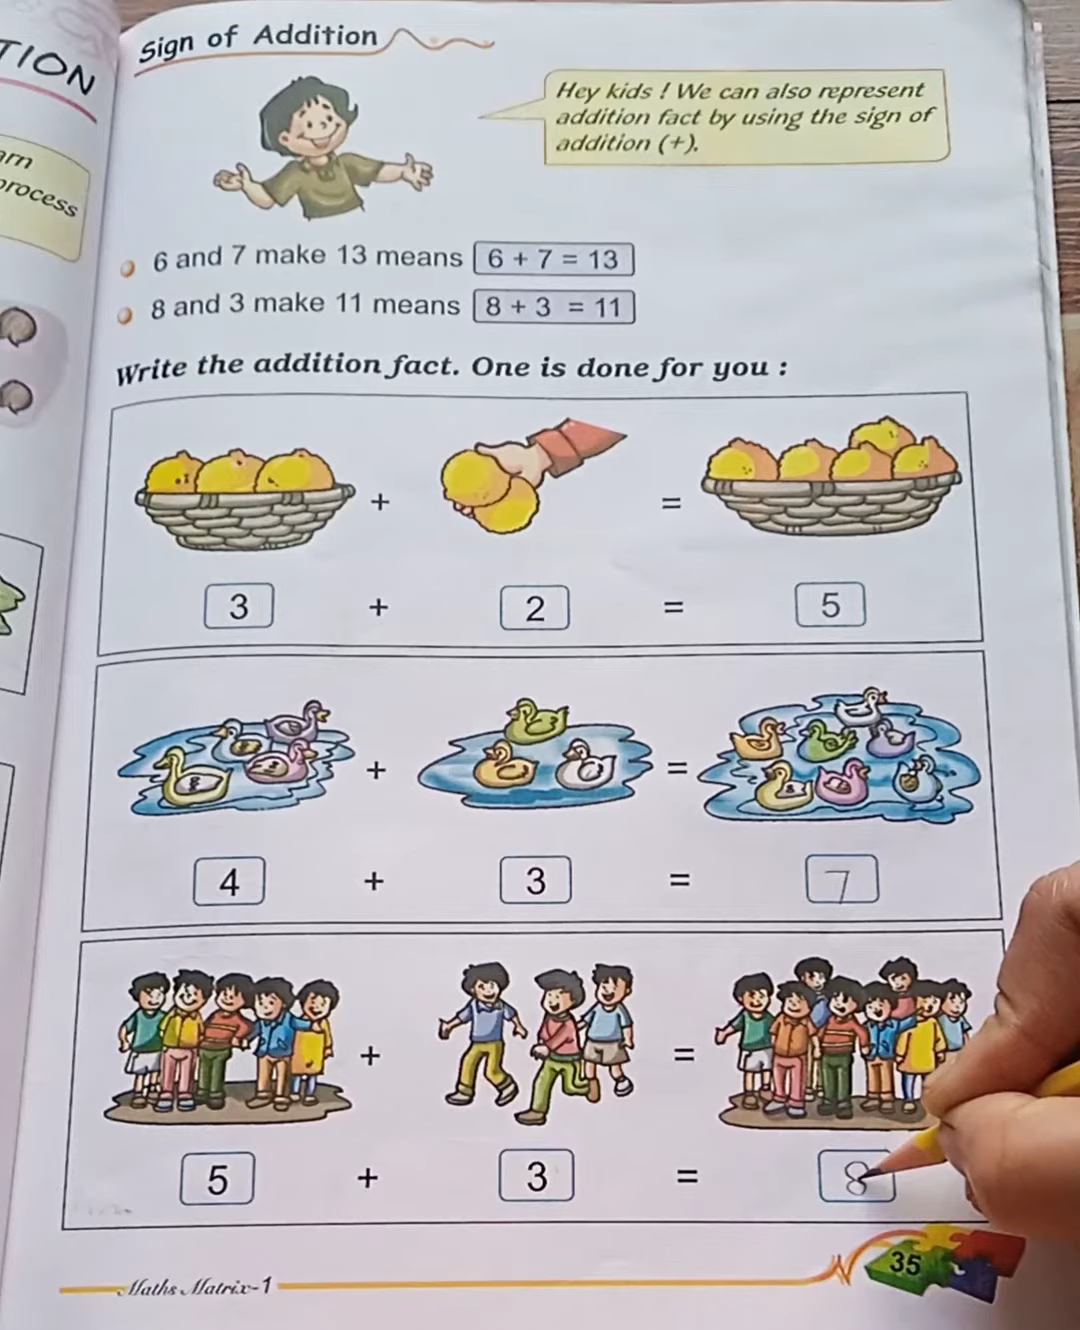 TION
Sign of Addition
Hey kids ! We can also represent
addition fact by using the sign of
addition (+).
rocess
6 and 7 make 13 means 6 + 7 = 13
8 and 3 make 11 means 8 + 3 = 11
Write the addition fact. One is done for you :
+ =
3 + 2 = 5
+ =
4 + 3 = 7
+ =
5 + 3 = 8
Maths Matrix-1
35